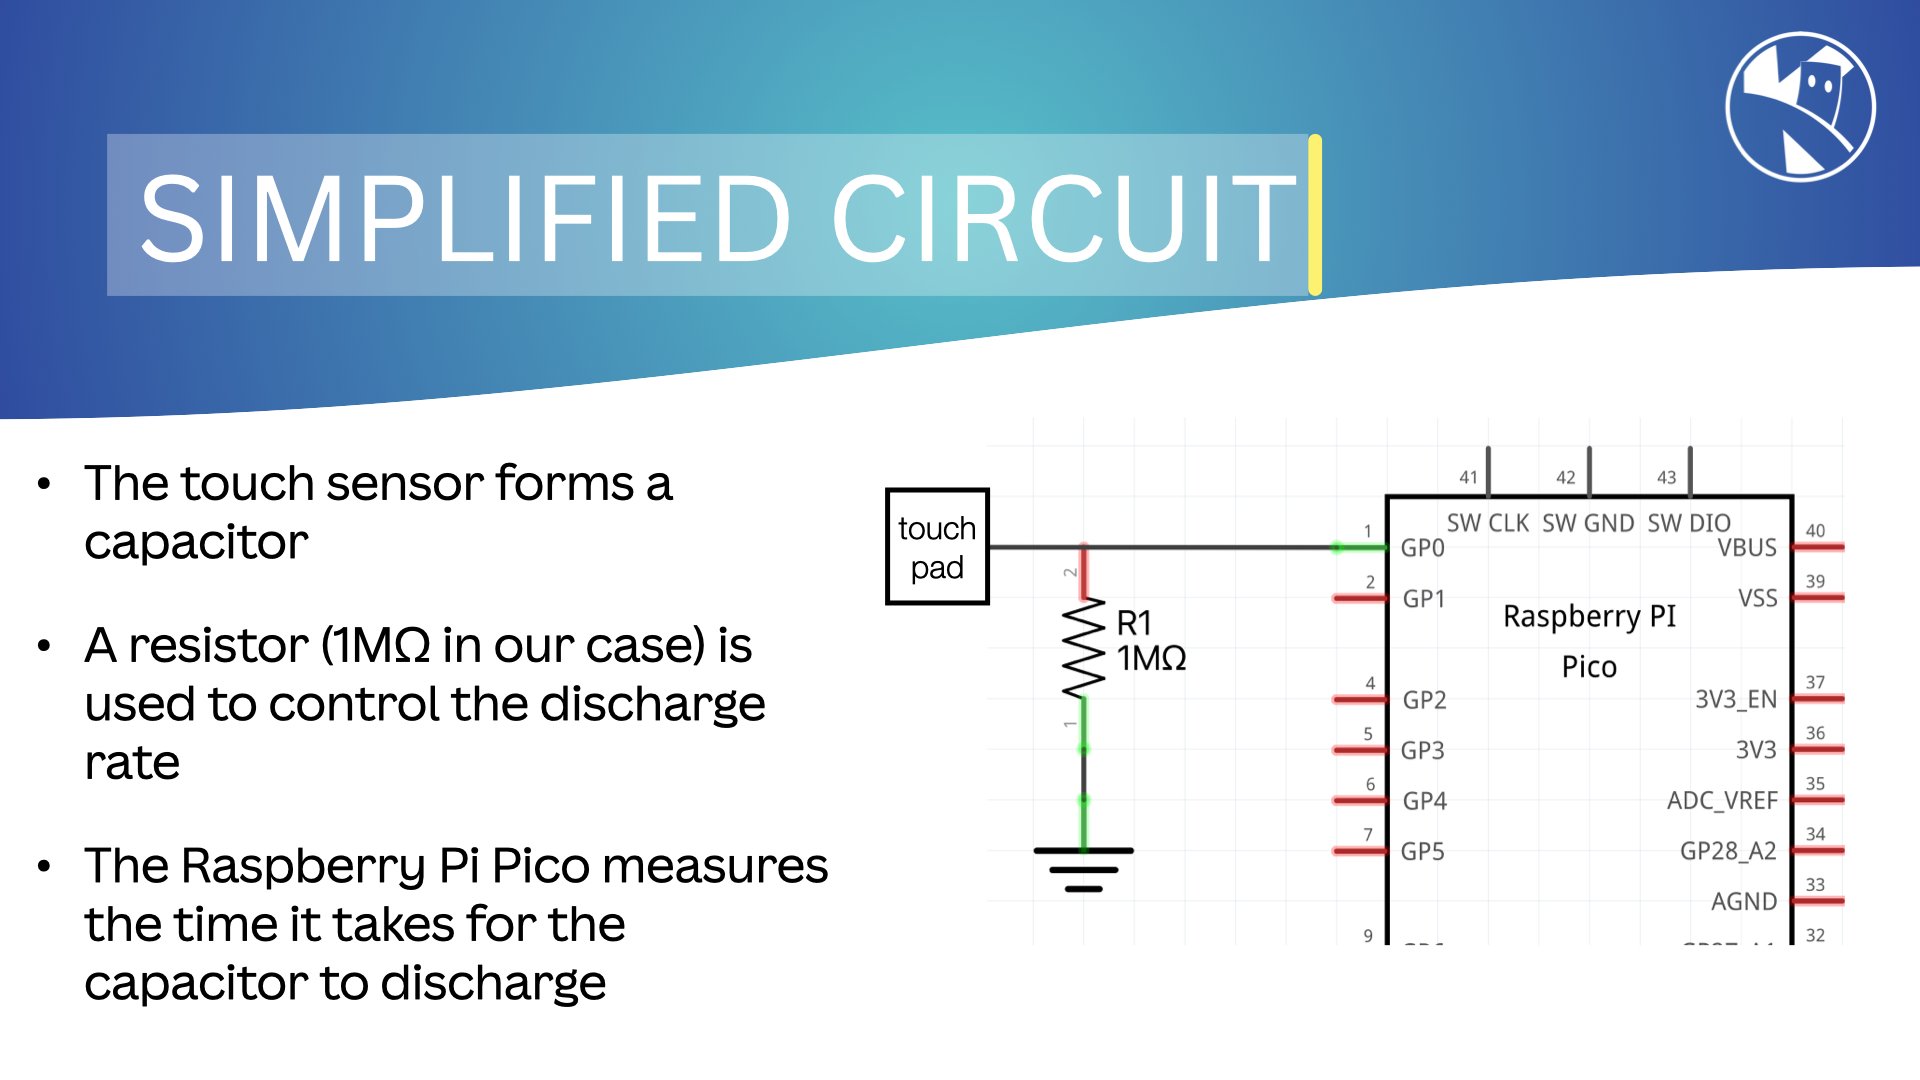 SIMPLIFIED CIRCUIT
• The touch sensor forms a
capacitor
• A resistor (1MΩ in our case) is
used to control the discharge
rate
• The Raspberry Pi Pico measures
the time it takes for the
capacitor to discharge
touch
pad
2
R1
1MΩ
1
41 42 43
SW CLK SW GND SW DIO
1 GP0
2 GP1
4 GP2
5 GP3
6 GP4
7 GP5
9
Raspberry PI
Pico
VBUS 40
VSS 39
3V3_EN 37
3V3 36
ADC_VREF 35
GP28_A2 34
AGND 33
32